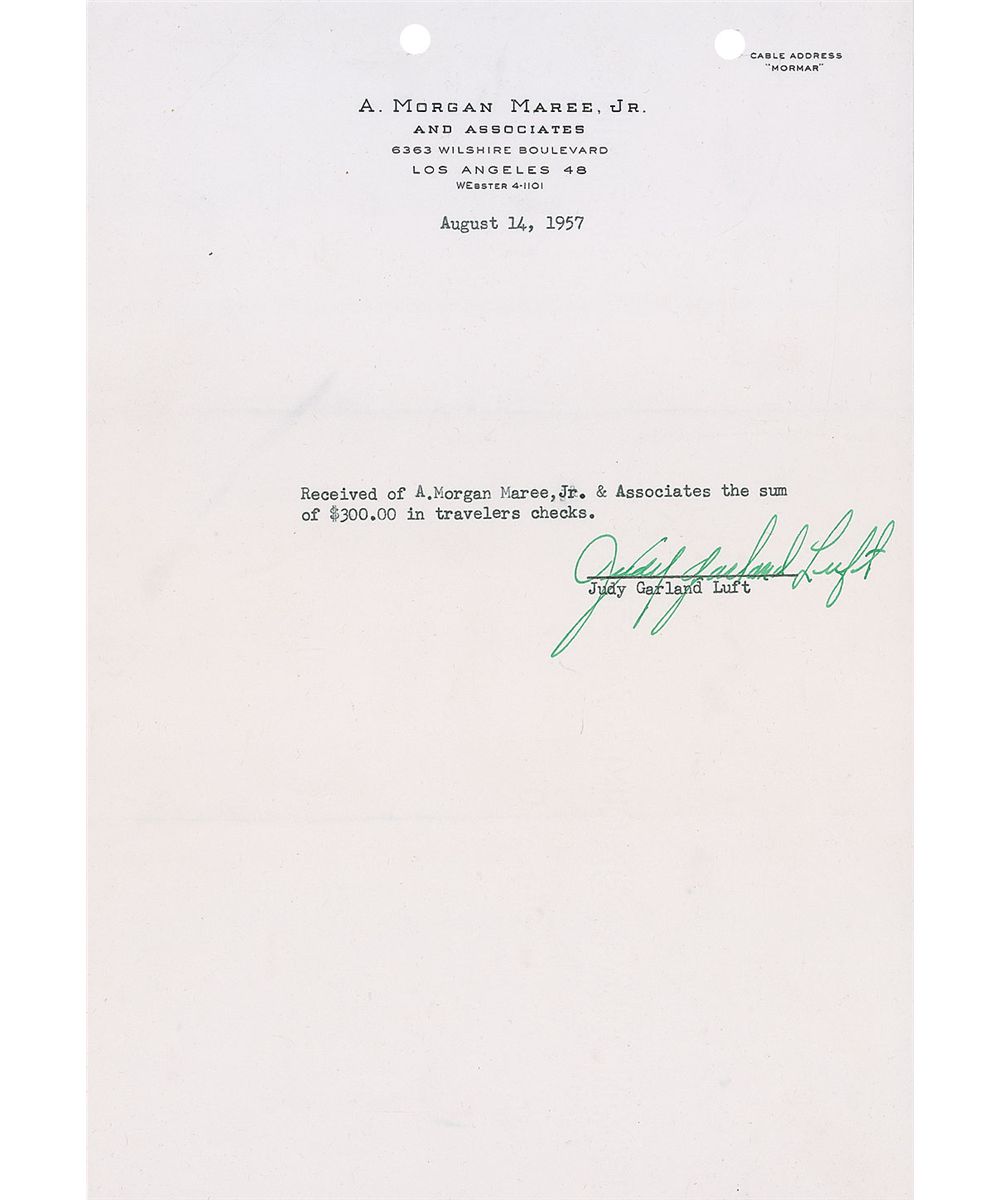 CABLE ADDRESS
"MORMAR"
A. MORGAN MAREE, JR.
AND ASSOCIATES
6363 WILSHIRE BOULEVARD
LOS ANGELES 48
WEBSTER 4-1101
August 14, 1957
Received of A.Morgan Maree,Jr. & Associates the sum
of $300.00 in travelers checks.
Judy Garland Luft
Judy Garland Luft